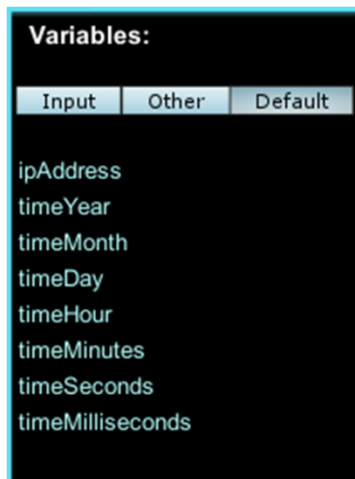 Variables:
Input Other Default
ipAddress
timeYear
timeMonth
timeDay
timeHour
timeMinutes
timeSeconds
timeMilliseconds